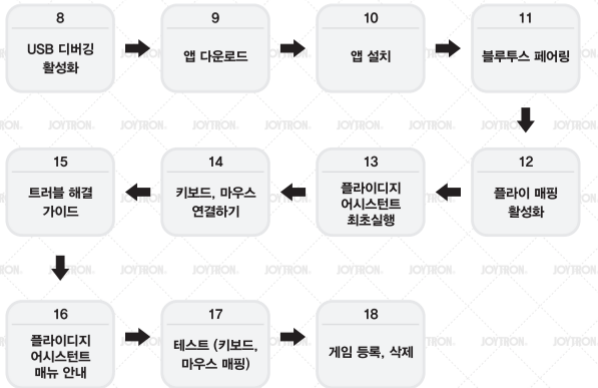 8
USB 디버깅
활성화
9
앱 다운로드
10
앱 설치
11
블루투스 페어링
12
플라이 매핑
활성화
13
플라이디지
어시스턴트
최초실행
14
키보드, 마우스
연결하기
15
트러블 해결
가이드
16
플라이디지
어시스턴트
메뉴 안내
17
테스트 (키보드,
마우스 매핑)
18
게임 등록, 삭제
JOYTRON